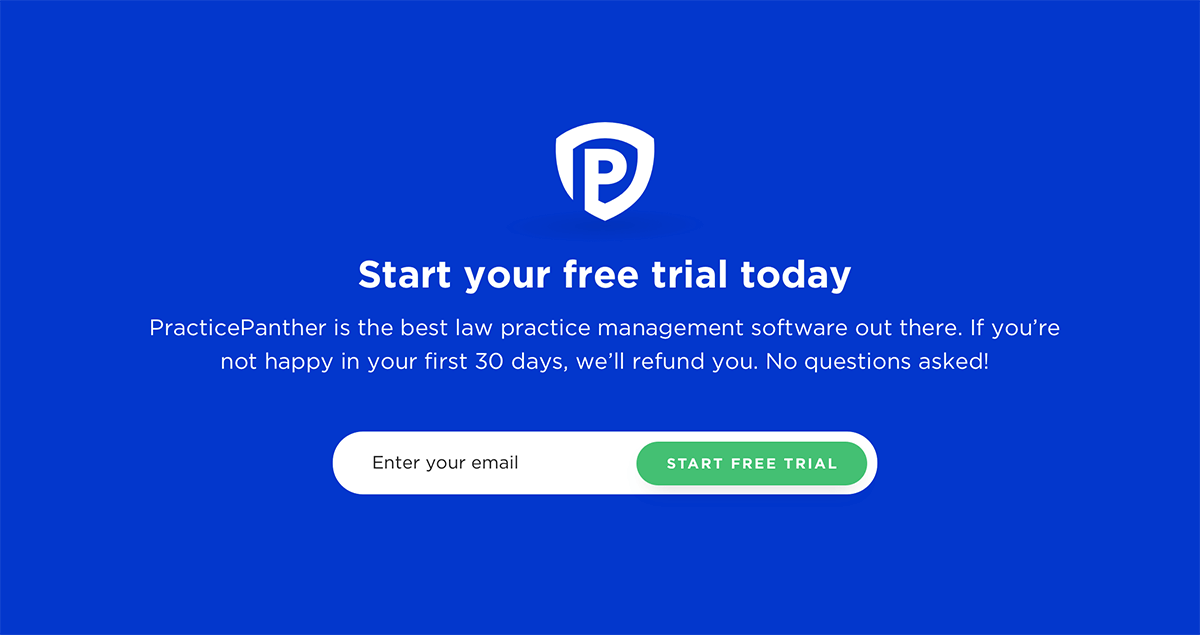 P
Start your free trial today
PracticePanther is the best law practice management software out there. If you’re
not happy in your first 30 days, we’ll refund you. No questions asked!
Enter your email
START FREE TRIAL